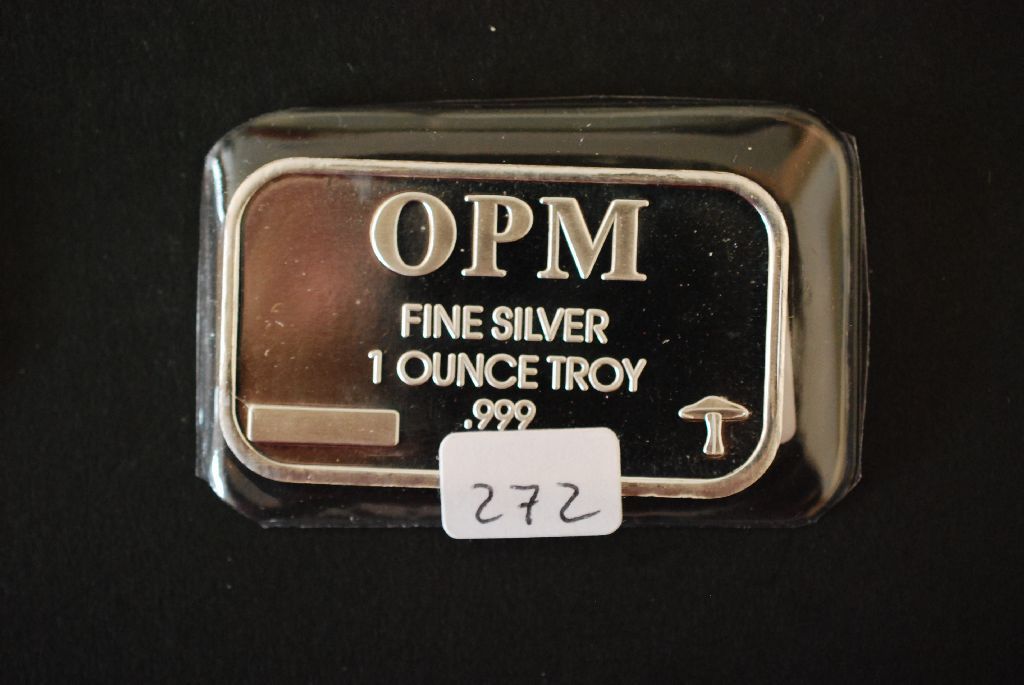 OPM
FINE SILVER
1 OUNCE TROY
.999
272